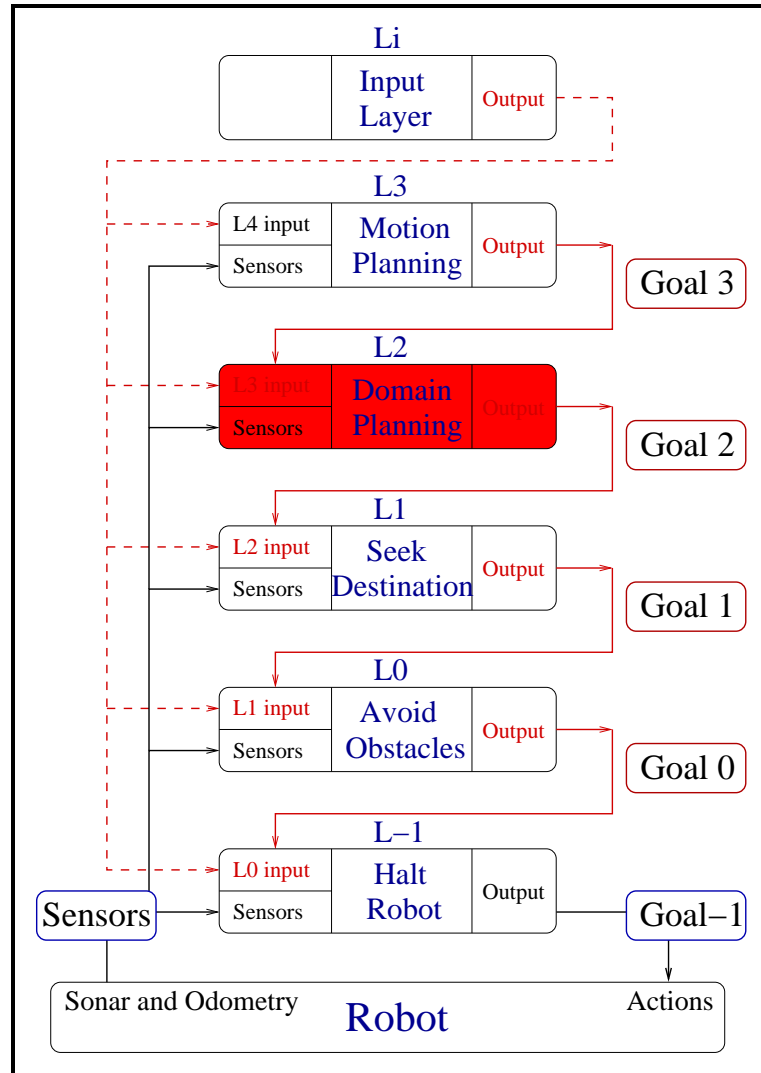 Li
Input
Layer
Output
L3
L4 input
Sensors
Motion
Planning
Output
Goal 3
L2
L3 input
Sensors
Domain
Planning
Output
Goal 2
L1
L2 input
Sensors
Seek
Destination
Output
Goal 1
L0
L1 input
Sensors
Avoid
Obstacles
Output
Goal 0
L−1
L0 input
Sensors
Halt
Robot
Output
Sensors
Goal−1
Sonar and Odometry
Actions
Robot